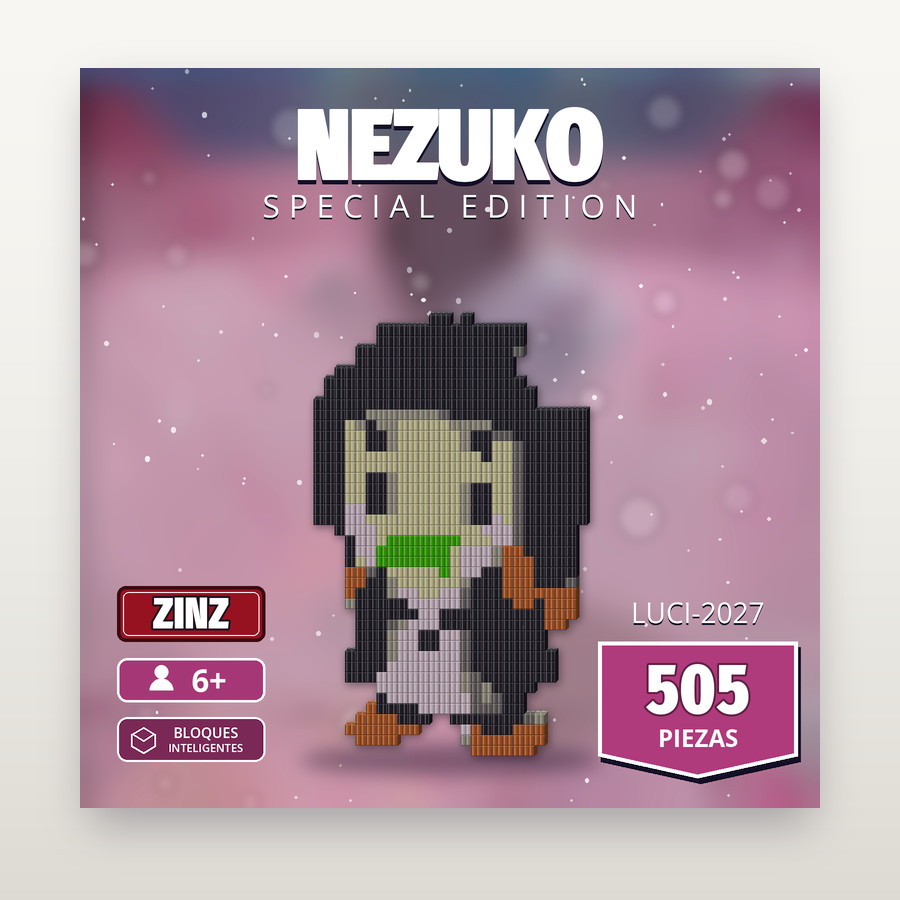 NEZUKO
SPECIAL EDITION
ZINZ
6+
BLOQUES
INTELIGENTES
LUCI-2027
505
PIEZAS